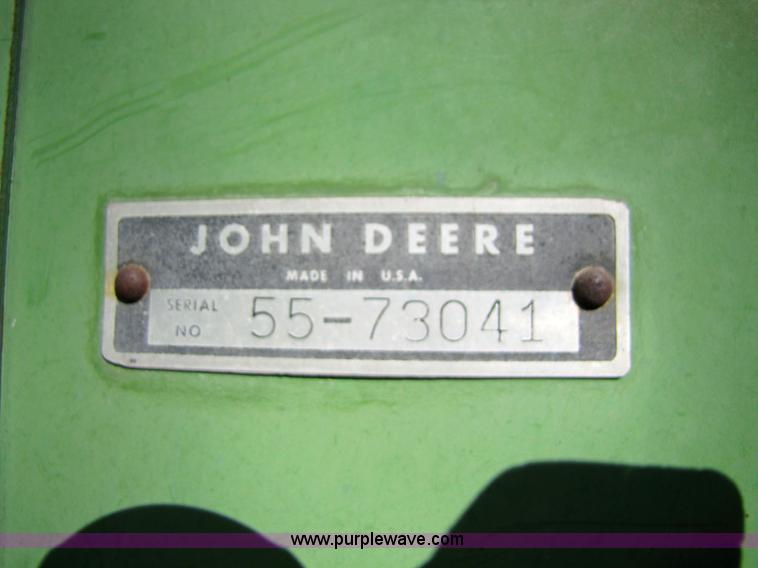 JOHN DEERE
MADE IN U.S.A.
SERIAL NO 55-73041
www.purplewave.com